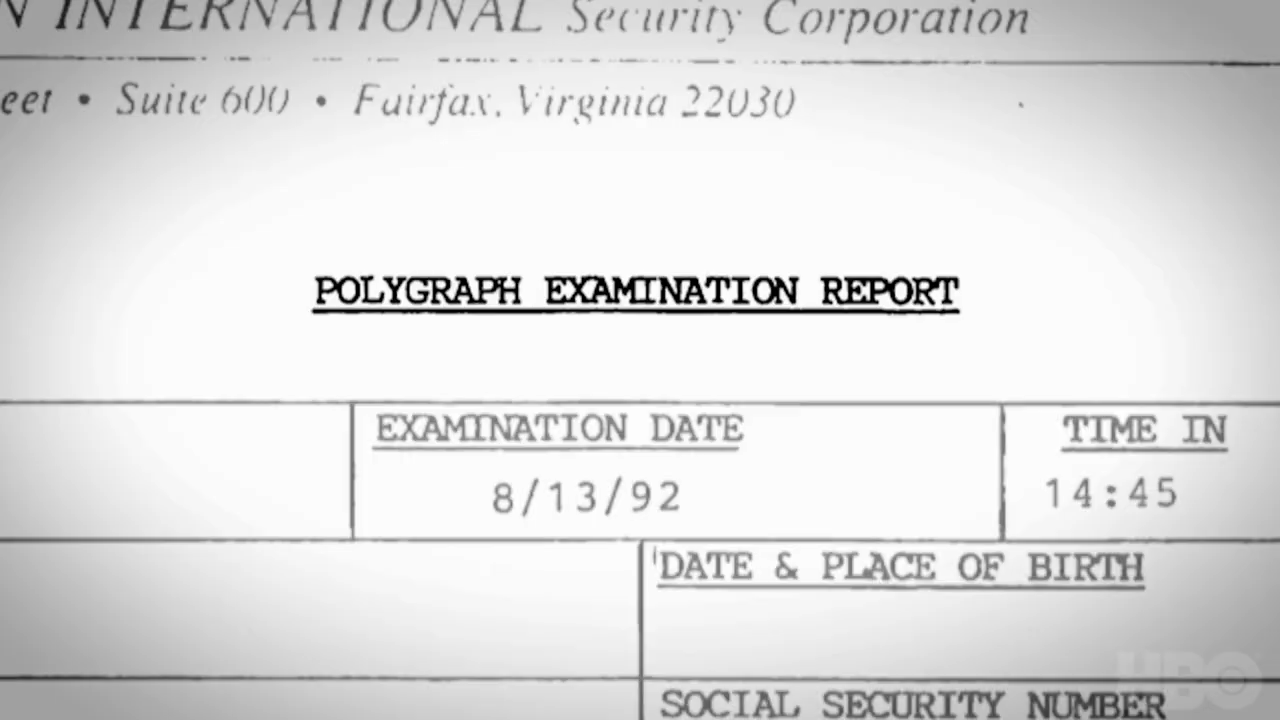 N INTERNATIONAL Security Corporation
eet • Suite 600 • Fairfax, Virginia 22030
POLYGRAPH EXAMINATION REPORT
EXAMINATION DATE
TIME IN
8/13/92
14:45
DATE & PLACE OF BIRTH
SOCIAL SECURITY NUMBER
HBO